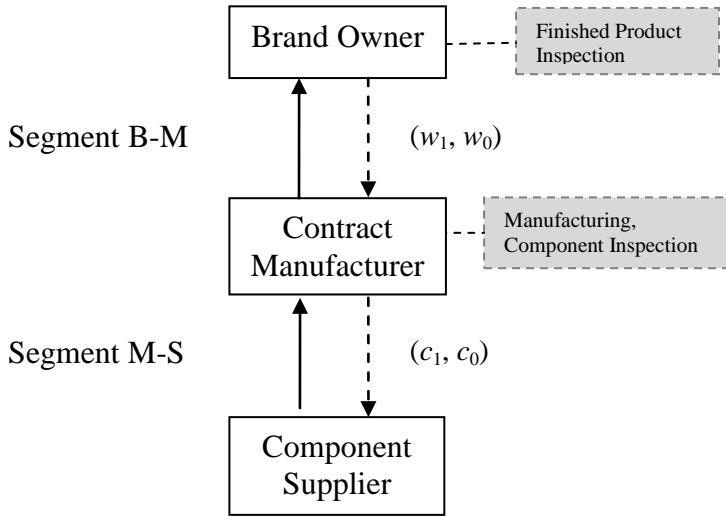 Brand Owner
Finished Product
Inspection
Segment B-M
(w₁, w₀)
Contract
Manufacturer
Manufacturing,
Component Inspection
Segment M-S
(c₁, c₀)
Component
Supplier